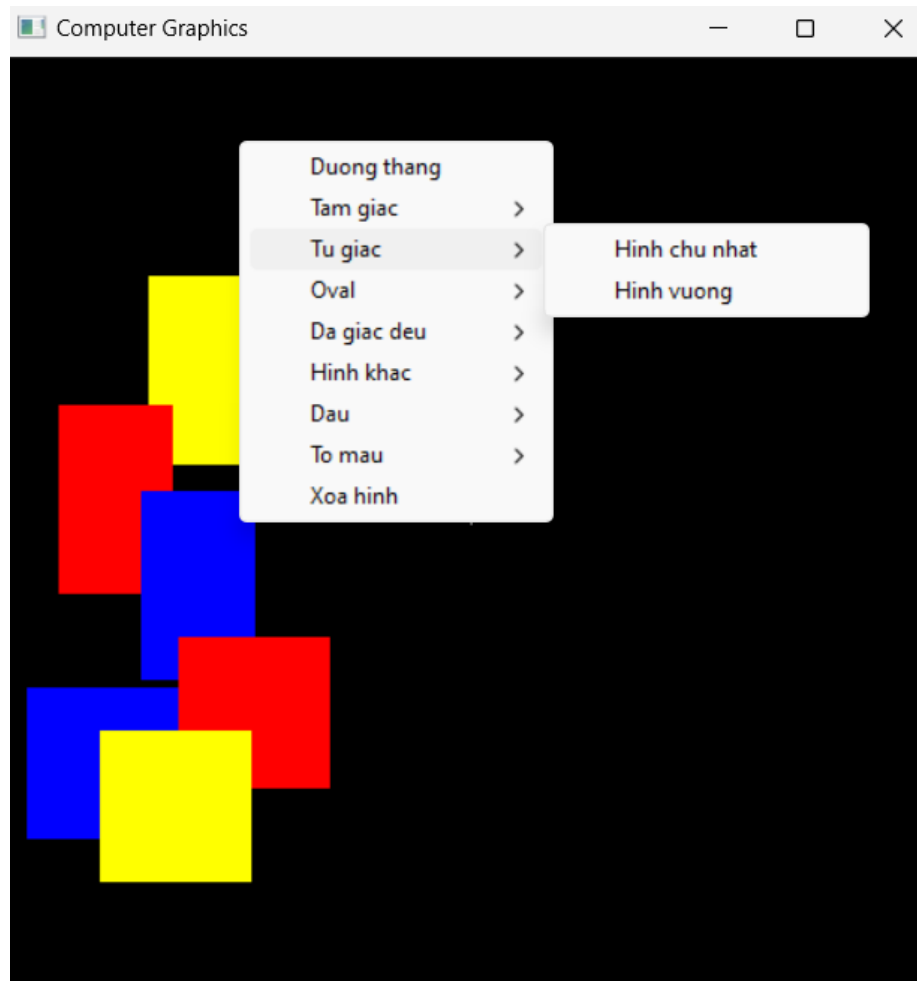 Computer Graphics
Duong thang
Tam giac
Tu giac
Oval
Da giac deu
Hinh khac
Dau
To mau
Xoa hinh
Hinh chu nhat
Hinh vuong